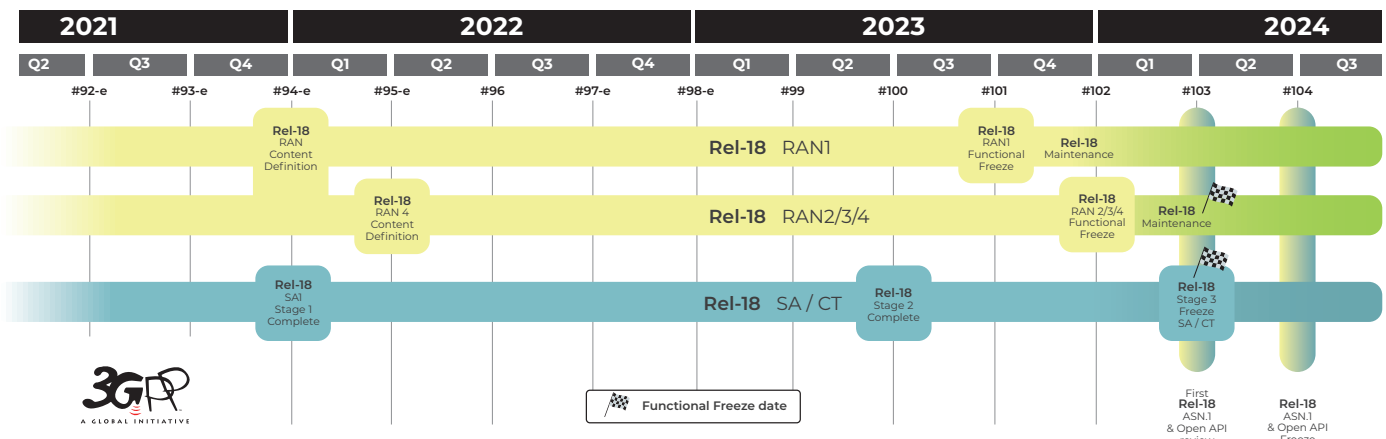 2021 2022 2023 2024
Q2 Q3 Q4 Q1 Q2 Q3 Q4 Q1 Q2 Q3 Q4 Q1 Q2 Q3
#92-e #93-e #94-e #95-e #96 #97-e #98-e #99 #100 #101 #102 #103 #104
Rel-18
RAN
Content
Definition
Rel-18 RAN1
Rel-18
RAN1
Functional
Freeze
Rel-18
Maintenance
Rel-18
RAN 4
Content
Definition
Rel-18 RAN2/3/4
Rel-18
RAN 2/3/4
Functional
Freeze
Rel-18
Maintenance
Rel-18
SA1
Stage 1
Complete
Rel-18 SA / CT
Rel-18
Stage 2
Complete
Rel-18
Stage 3
Freeze
SA / CT
3GPP
A GLOBAL INITIATIVE
Functional Freeze date
First
Rel-18
ASN.1
& Open API
review
Rel-18
ASN.1
& Open API
Freeze